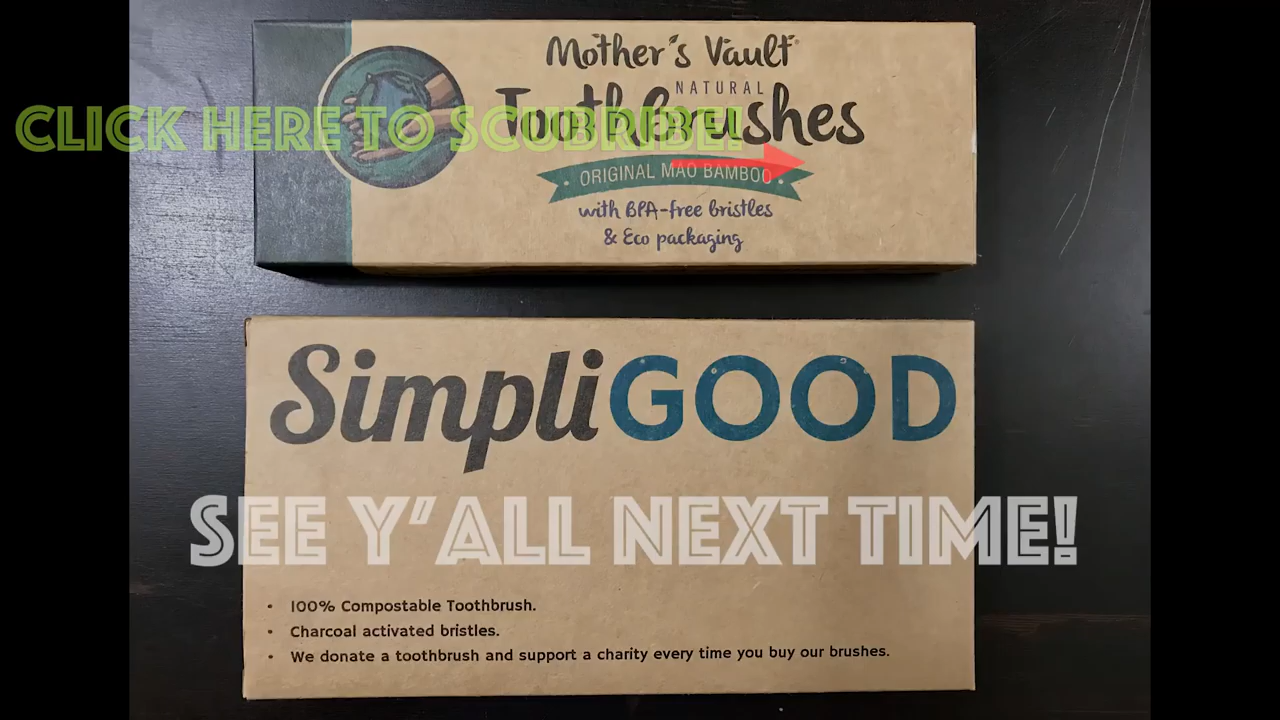 Mother's Vault
NATURAL
Toothbrushes
CLICK HERE TO SCUBRIBE!
ORIGINAL MAO BAMBOO
with BPA-free bristles
& Eco packaging
SimpliGOOD
SEE Y'ALL NEXT TIME!
• 100% Compostable Toothbrush.
• Charcoal activated bristles.
• We donate a toothbrush and support a charity every time you buy our brushes.